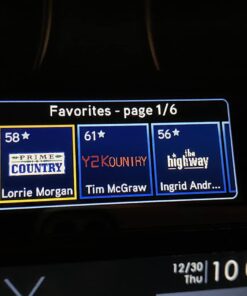 Favorites - page 1/6
58★ 61★ 56★
PRIME
COUNTRY
Y2KOUNTRY
the
highway
Lorrie Morgan Tim McGraw Ingrid Andr...
12/30
Thu
10